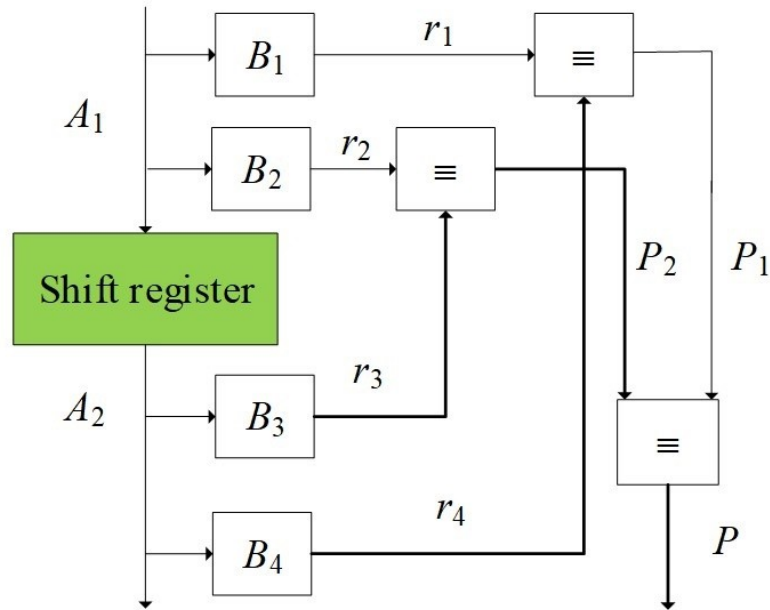 B₁
r₁
≡
A₁
B₂
r₂
≡
Shift register
P₂
P₁
A₂
B₃
r₃
≡
B₄
r₄
P